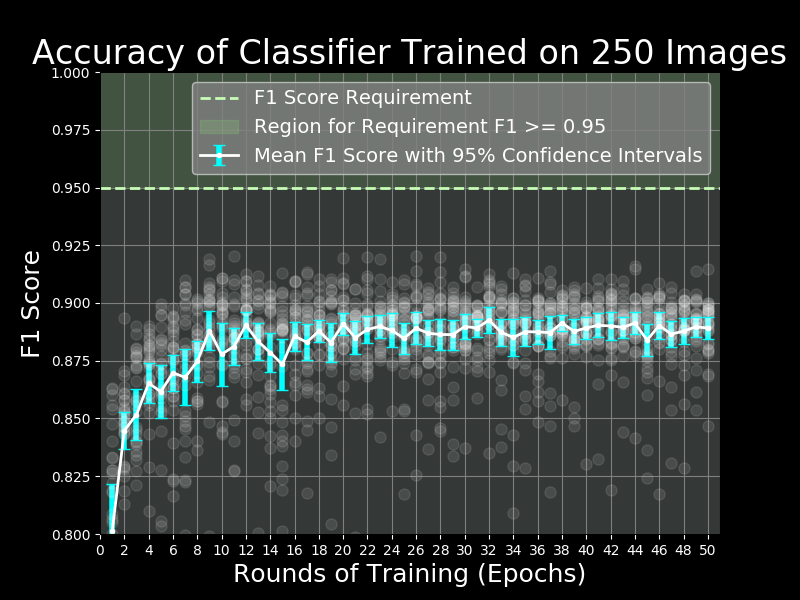 Accuracy of Classifier Trained on 250 Images
F1 Score Requirement
Region for Requirement F1 >= 0.95
Mean F1 Score with 95% Confidence Intervals
1.000
0.975
0.950
0.925
0.900
0.875
0.850
0.825
0.800
F1 Score
0 2 4 6 8 10 12 14 16 18 20 22 24 26 28 30 32 34 36 38 40 42 44 46 48 50
Rounds of Training (Epochs)